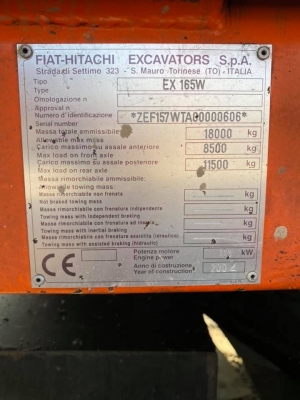 FIAT-HITACHI EXCAVATORS S.p.A.
Strada di Settimo 323 - S. Mauro Torinese (TO) - ITALIA
Tipo
Type
EX 165W
Omologazione n
Approval n
Numero d'identificazione
Serial number
*ZEF157WTA00000606*
Massa totale ammissibile
Allowable max mass
18000 kg
Carico massimo su assale anteriore
Max load on front axle
8500 kg
Carico massimo su assale posteriore
Max load on rear axle
11500 kg
Massa rimorchiabile ammissibile:
Allowable towing mass:
Massa rimorchiabile non frenata
Not braked towing mass
- kg
Massa rimorchiabile con frenatura indipendente
Towing mass with independent braking
- kg
Massa rimorchiabile con frenatura ad inerzia
Towing mass with inertial braking
- kg
Massa rimorchiabile con frenatura assistita (idraulica)
Towing mass with assisted braking (hydraulic)
- kg
CE
Potenza motore
Engine power
kW
Anno di costruzione
Year of construction